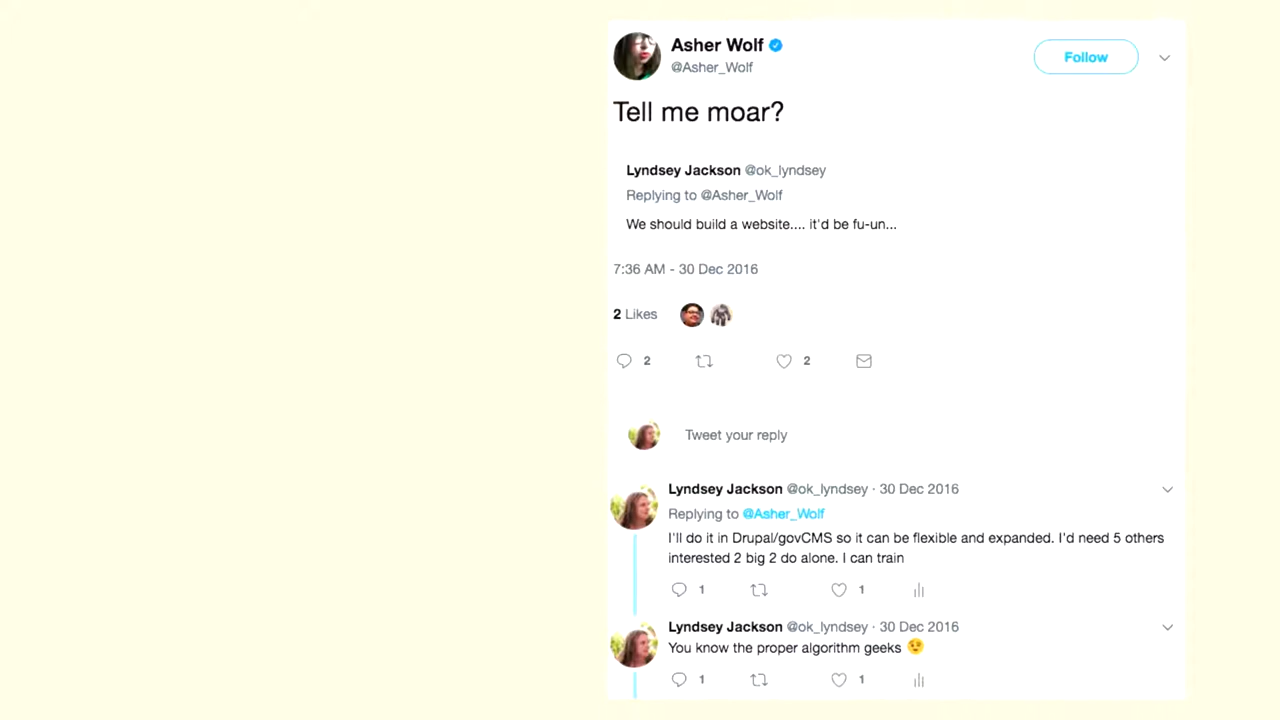 Asher Wolf
@Asher_Wolf
Follow
Tell me moar?
Lyndsey Jackson @ok_lyndsey
Replying to @Asher_Wolf
We should build a website.... it'd be fu-un...
7:36 AM - 30 Dec 2016
2 Likes
2 2
Tweet your reply
Lyndsey Jackson @ok_lyndsey · 30 Dec 2016
Replying to @Asher_Wolf
I'll do it in Drupal/govCMS so it can be flexible and expanded. I'd need 5 others
interested 2 big 2 do alone. I can train
1 1
Lyndsey Jackson @ok_lyndsey · 30 Dec 2016
You know the proper algorithm geeks 😉
1 1